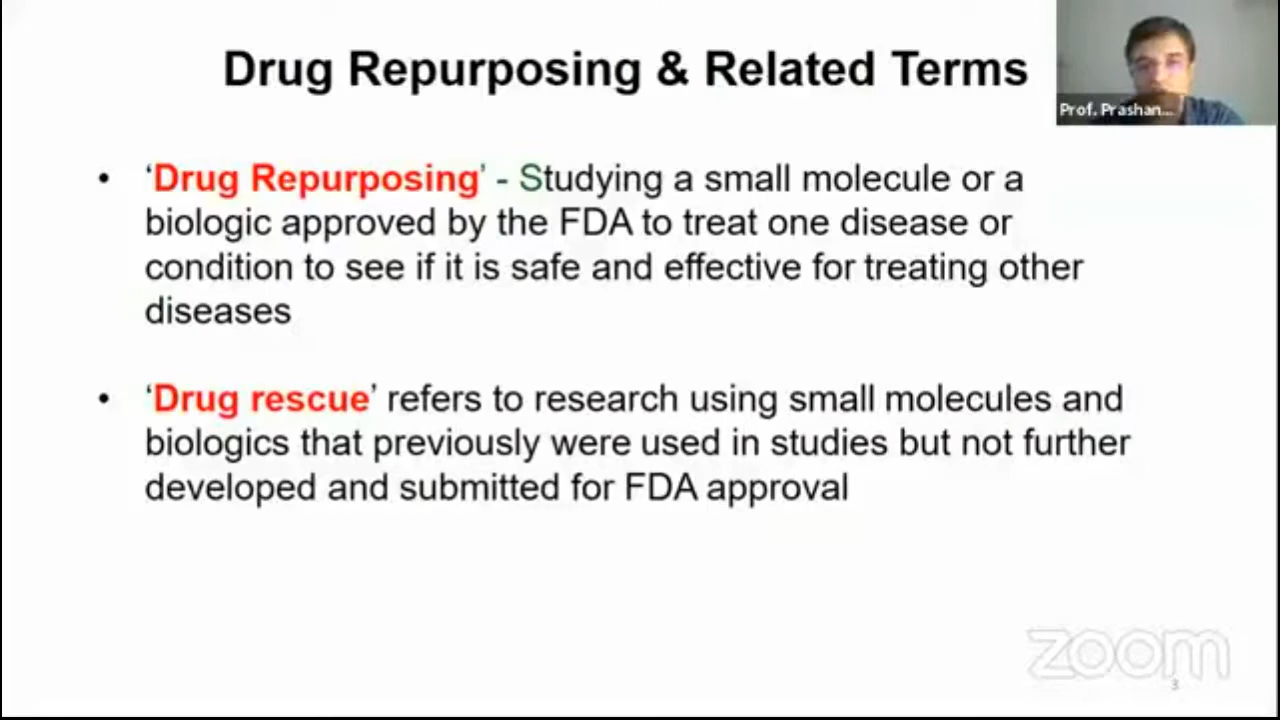 Drug Repurposing & Related Terms
Prof. Prashan...
• ‘Drug Repurposing’ - Studying a small molecule or a
biologic approved by the FDA to treat one disease or
condition to see if it is safe and effective for treating other
diseases
• ‘Drug rescue’ refers to research using small molecules and
biologics that previously were used in studies but not further
developed and submitted for FDA approval
zoom
3